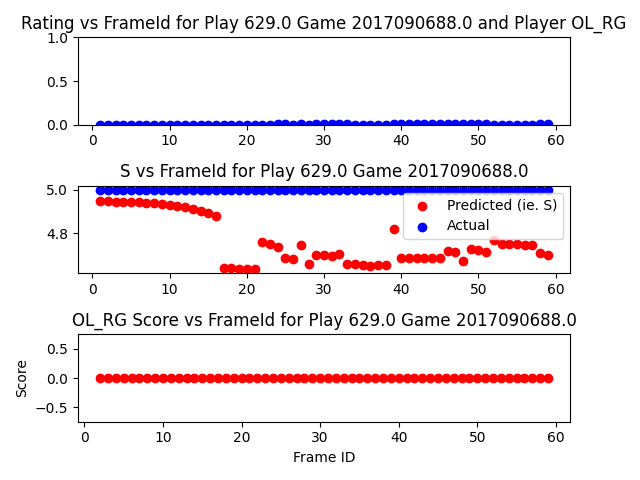 Rating vs FrameId for Play 629.0 Game 2017090688.0 and Player OL_RG
1.0
0.5
0.0
0 10 20 30 40 50 60
S vs FrameId for Play 629.0 Game 2017090688.0
5.0
4.8
Predicted (ie. S)
Actual
0 10 20 30 40 50 60
OL_RG Score vs FrameId for Play 629.0 Game 2017090688.0
Score
0.5
0.0
−0.5
0 10 20 30 40 50 60
Frame ID